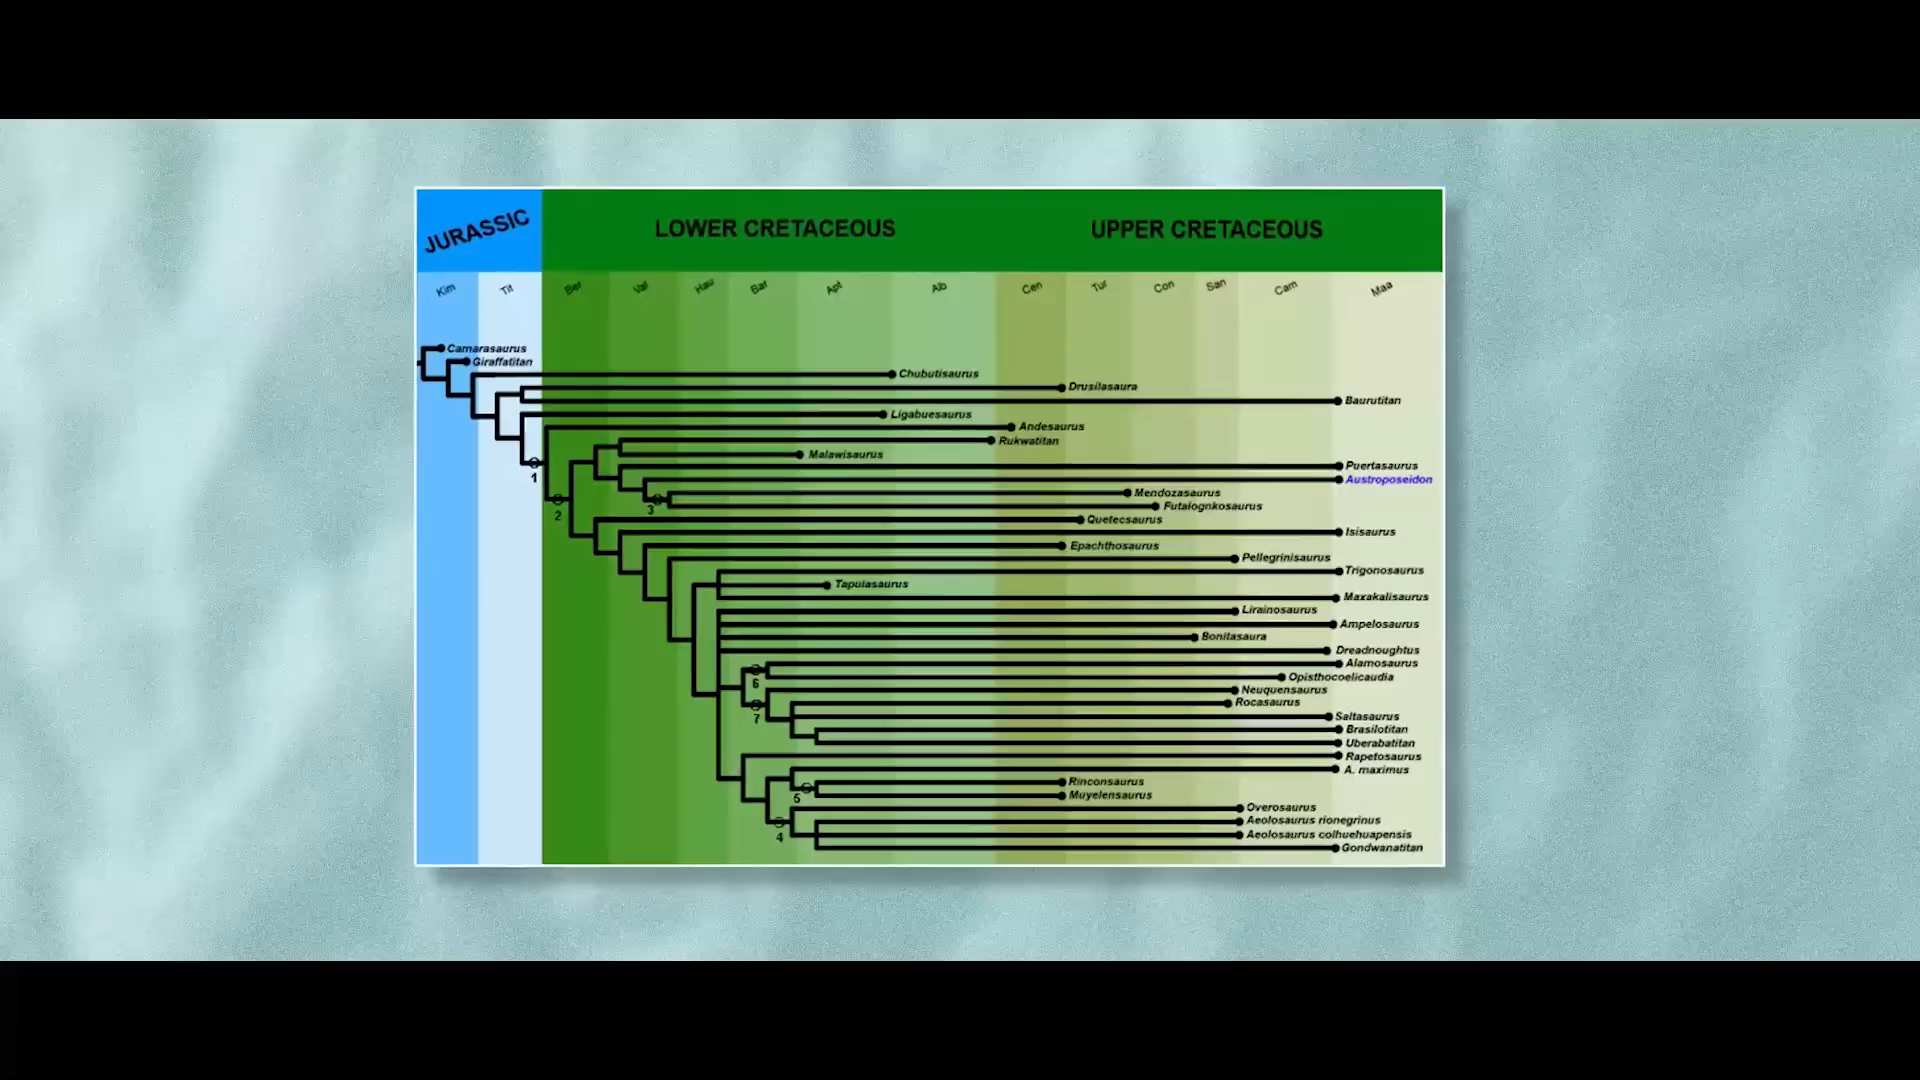 JURASSIC
LOWER CRETACEOUS
UPPER CRETACEOUS
Kim
Tit
Ber
Val
Hau
Bar
Apt
Alb
Cen
Tur
Con
San
Cam
Maa
Camarasaurus
Giraffatitan
Chubutisaurus
Drusilasaura
Baurutitan
Ligabuesaurus
Andesaurus
Rukwatitan
Malawisaurus
1
Puertasaurus
Austroposeidon
Mendozasaurus
2
3
Futalognkosaurus
Quetecsaurus
Isisaurus
Epachthosaurus
Pellegrinisaurus
Trigonosaurus
Tapuiasaurus
Maxakalisaurus
Lirainosaurus
Ampelosaurus
Bonitasaura
Dreadnoughtus
Alamosaurus
6
Opisthocoelicaudia
Neuquensaurus
Rocasaurus
7
Saltasaurus
Brasilotitan
Uberabatitan
Rapetosaurus
A. maximus
Rinconsaurus
5
Muyelensaurus
Overosaurus
Aeolosaurus rionegrinus
4
Aeolosaurus colhuehuapensis
Gondwanatitan